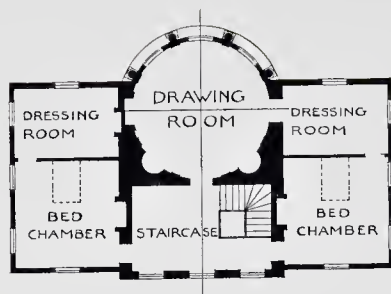 DRAWING
ROOM
DRESSING
ROOM
DRESSING
ROOM
BED
CHAMBER
STAIRCASE
BED
CHAMBER